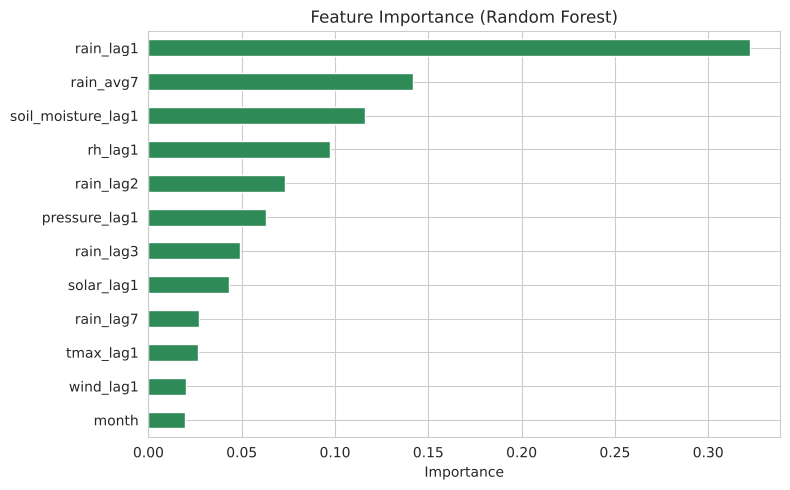 Feature Importance (Random Forest)
rain_lag1
rain_avg7
soil_moisture_lag1
rh_lag1
rain_lag2
pressure_lag1
rain_lag3
solar_lag1
rain_lag7
tmax_lag1
wind_lag1
month
0.00 0.05 0.10 0.15 0.20 0.25 0.30
Importance